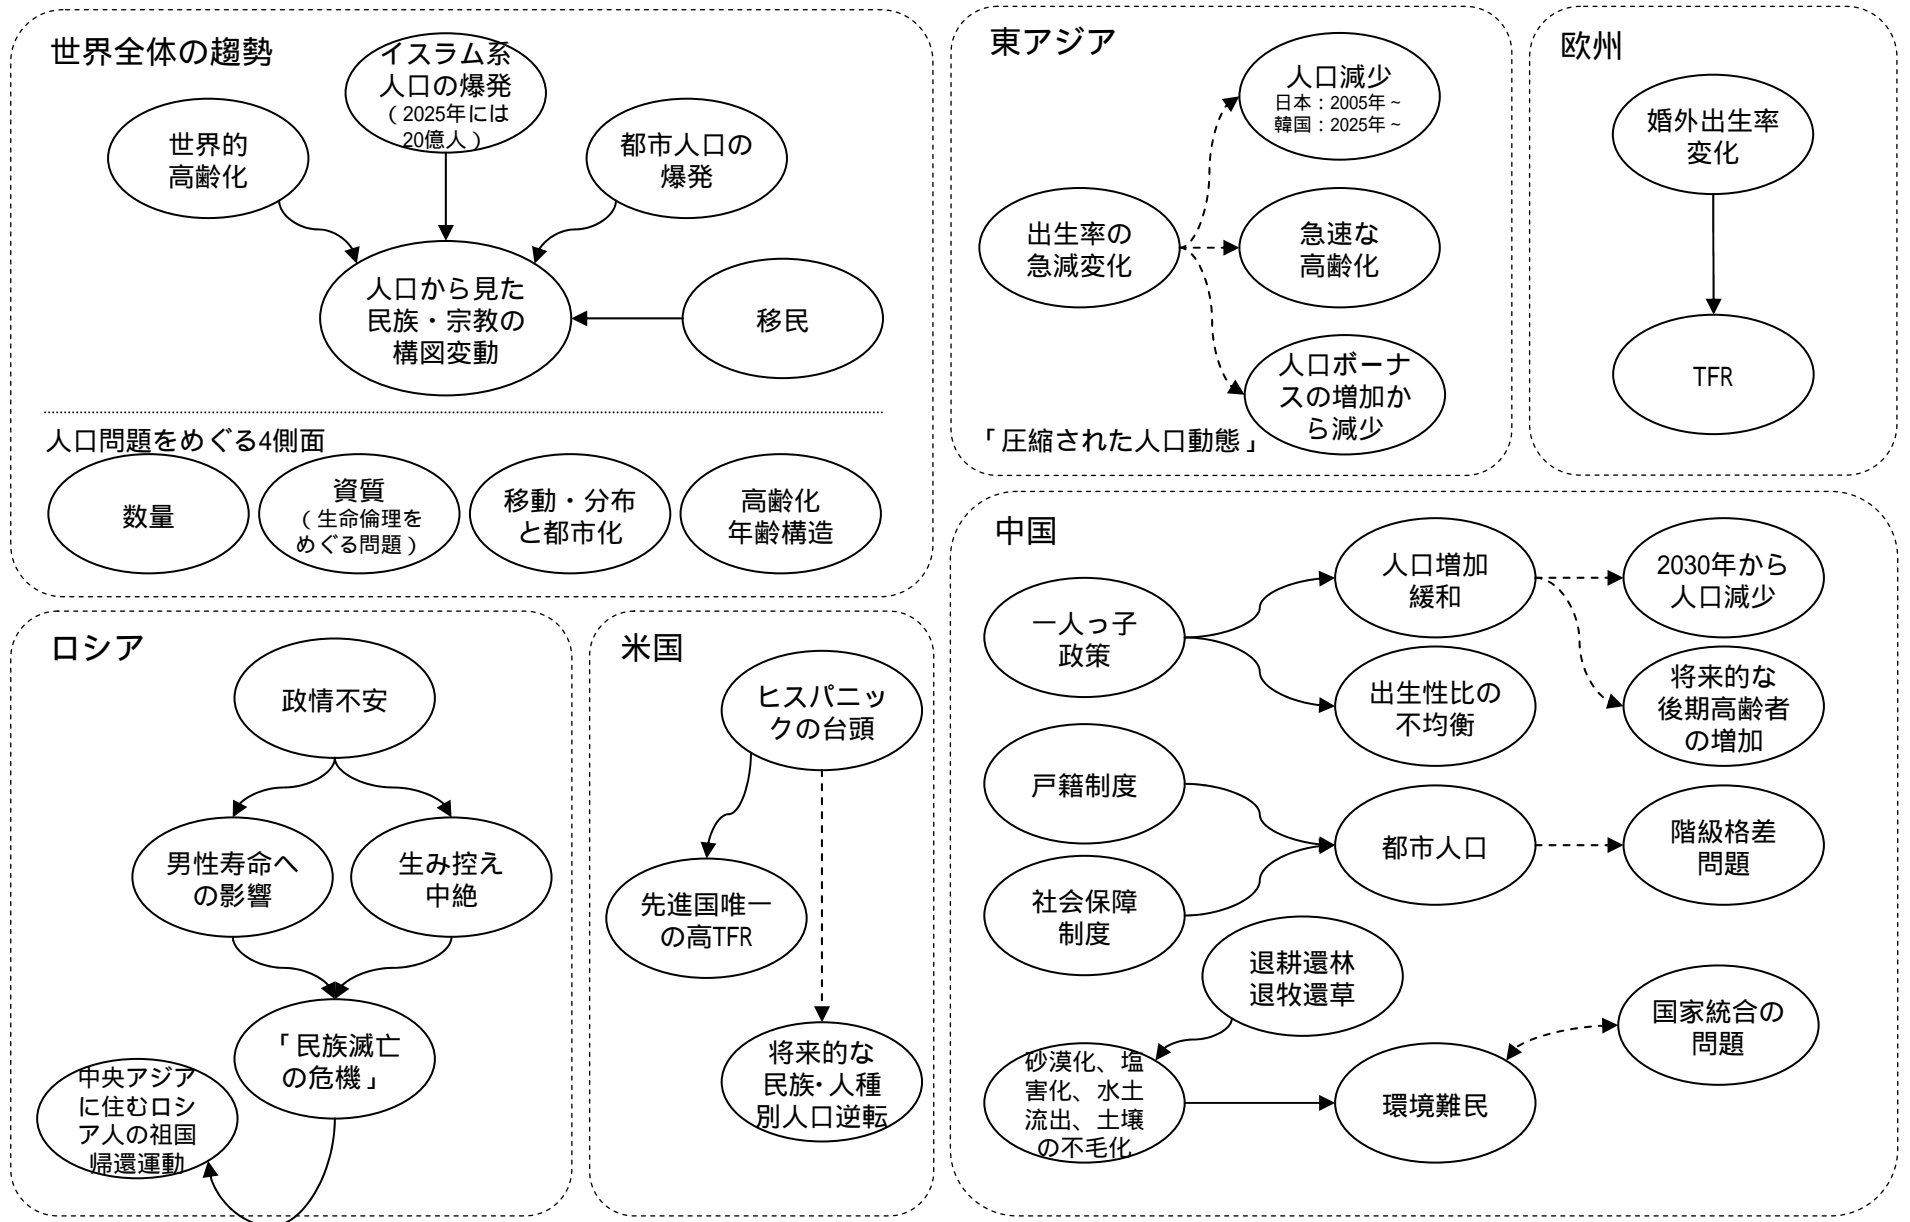 世界全体の趨勢
イスラム系
人口の爆発
（2025年には
20億人）
世界的
高齢化
都市人口の
爆発
人口から見た
民族・宗教の
構図変動
移民
人口問題をめぐる4側面
数量
資質
（生命倫理を
めぐる問題）
移動・分布
と都市化
高齢化
年齢構造
東アジア
人口減少
日本：2005年～
韓国：2025年～
出生率の
急減変化
急速な
高齢化
人口ボーナ
スの増加か
ら減少
「圧縮された人口動態」
欧州
婚外出生率
変化
TFR
ロシア
政情不安
男性寿命へ
の影響
生み控え
中絶
「民族滅亡
の危機」
中央アジア
に住むロシ
ア人の祖国
帰還運動
米国
ヒスパニッ
クの台頭
先進国唯一
の高TFR
将来的な
民族・人種
別人口逆転
中国
一人っ子
政策
人口増加
緩和
2030年から
人口減少
出生性比の
不均衡
将来的な
後期高齢者
の増加
戸籍制度
都市人口
階級格差
問題
社会保障
制度
退耕還林
退牧還草
砂漠化、塩
害化、水土
流出、土壌
の不毛化
環境難民
国家統合の
問題